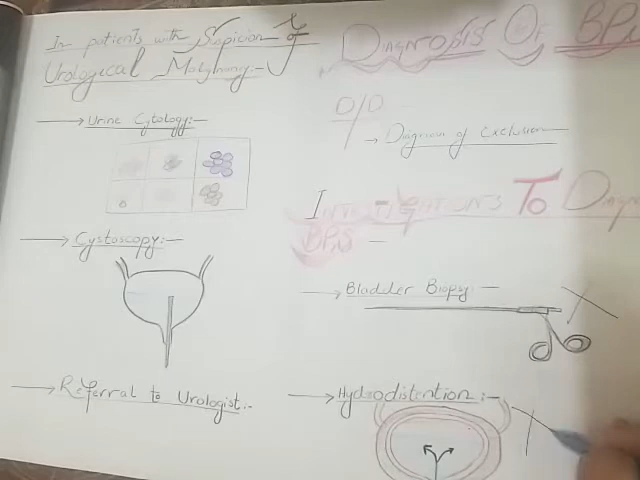 In patients with Suspicion of
Urological Malignancy:-
→ Urine Cytology:-
→ Cystoscopy:-
→ Referral to Urologist:-
Diagnosis Of BPS
D/D
→ Diagnosis of Exclusion
Investigations To Diagnose
BPS -
→ Bladder Biopsy:-
→ Hydrodistention:-